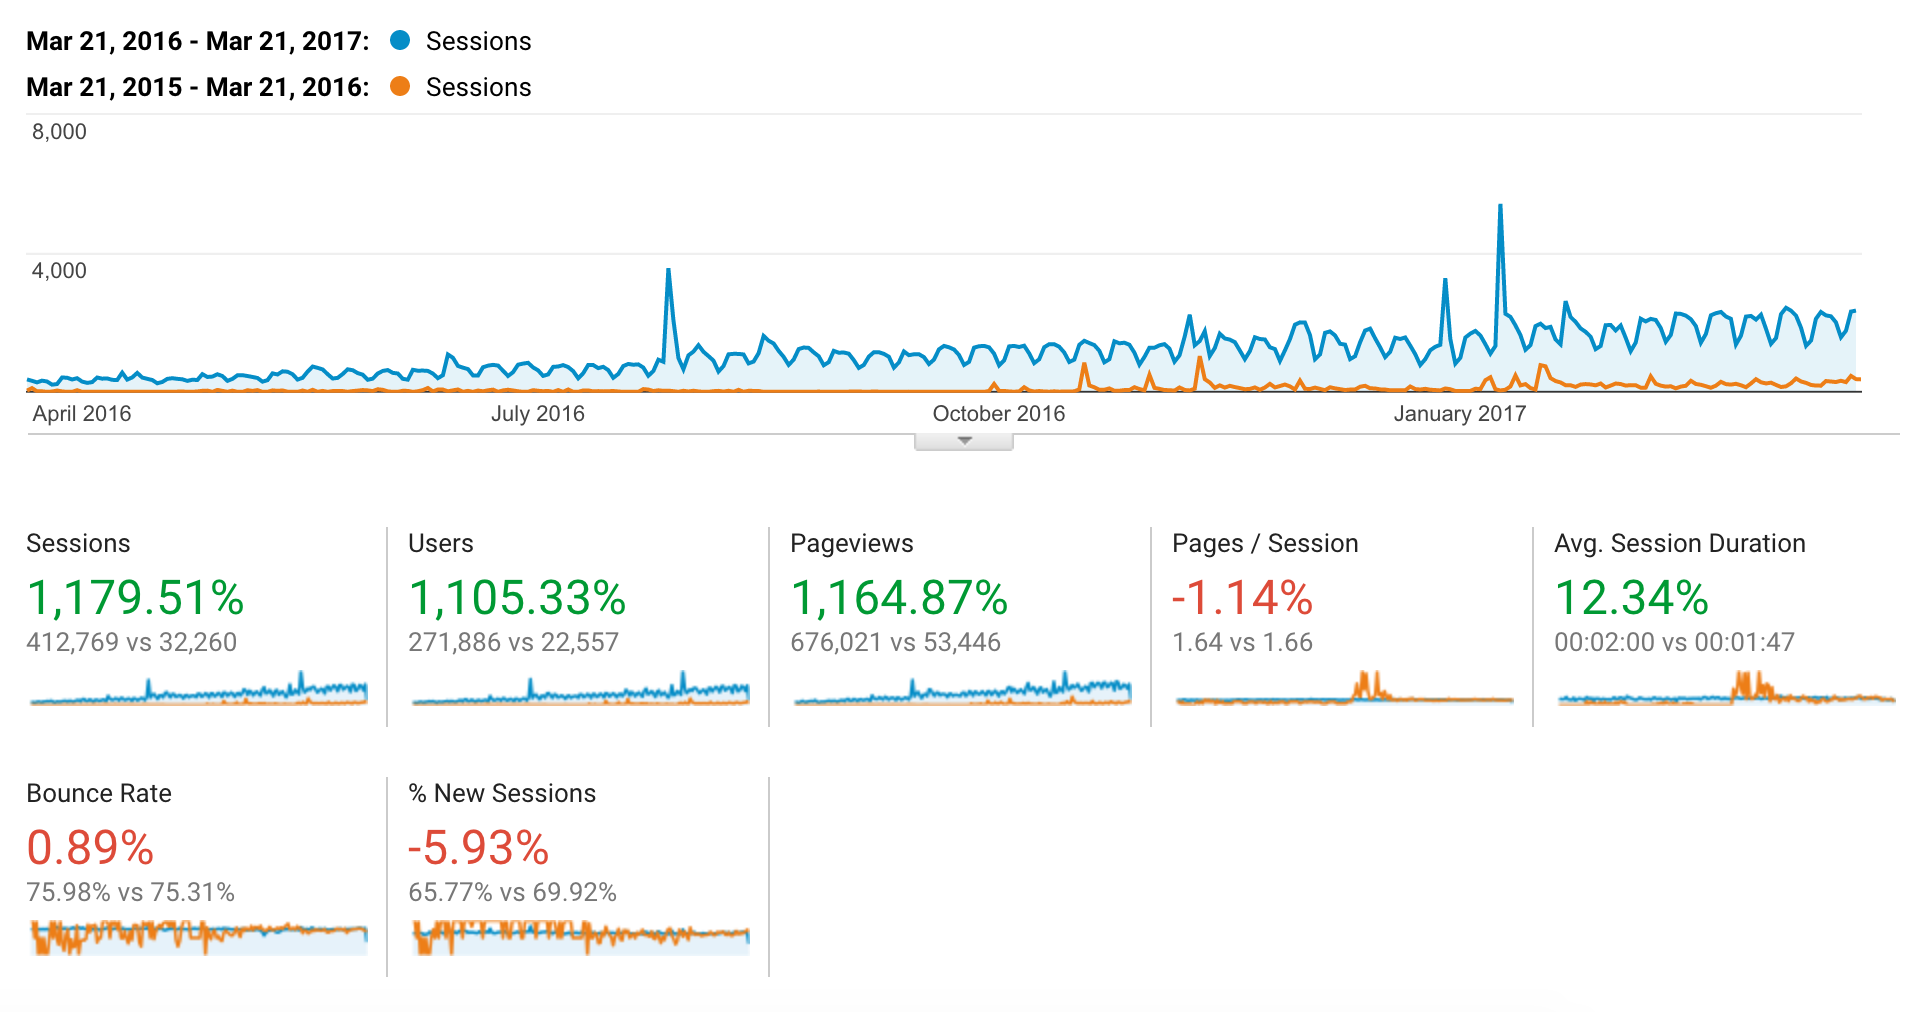 Mar 21, 2016 - Mar 21, 2017: Sessions
Mar 21, 2015 - Mar 21, 2016: Sessions
8,000
4,000
April 2016 July 2016 October 2016 January 2017
Sessions Users Pageviews Pages / Session Avg. Session Duration
1,179.51% 1,105.33% 1,164.87% -1.14% 12.34%
412,769 vs 32,260 271,886 vs 22,557 676,021 vs 53,446 1.64 vs 1.66 00:02:00 vs 00:01:47
Bounce Rate % New Sessions
0.89% -5.93%
75.98% vs 75.31% 65.77% vs 69.92%